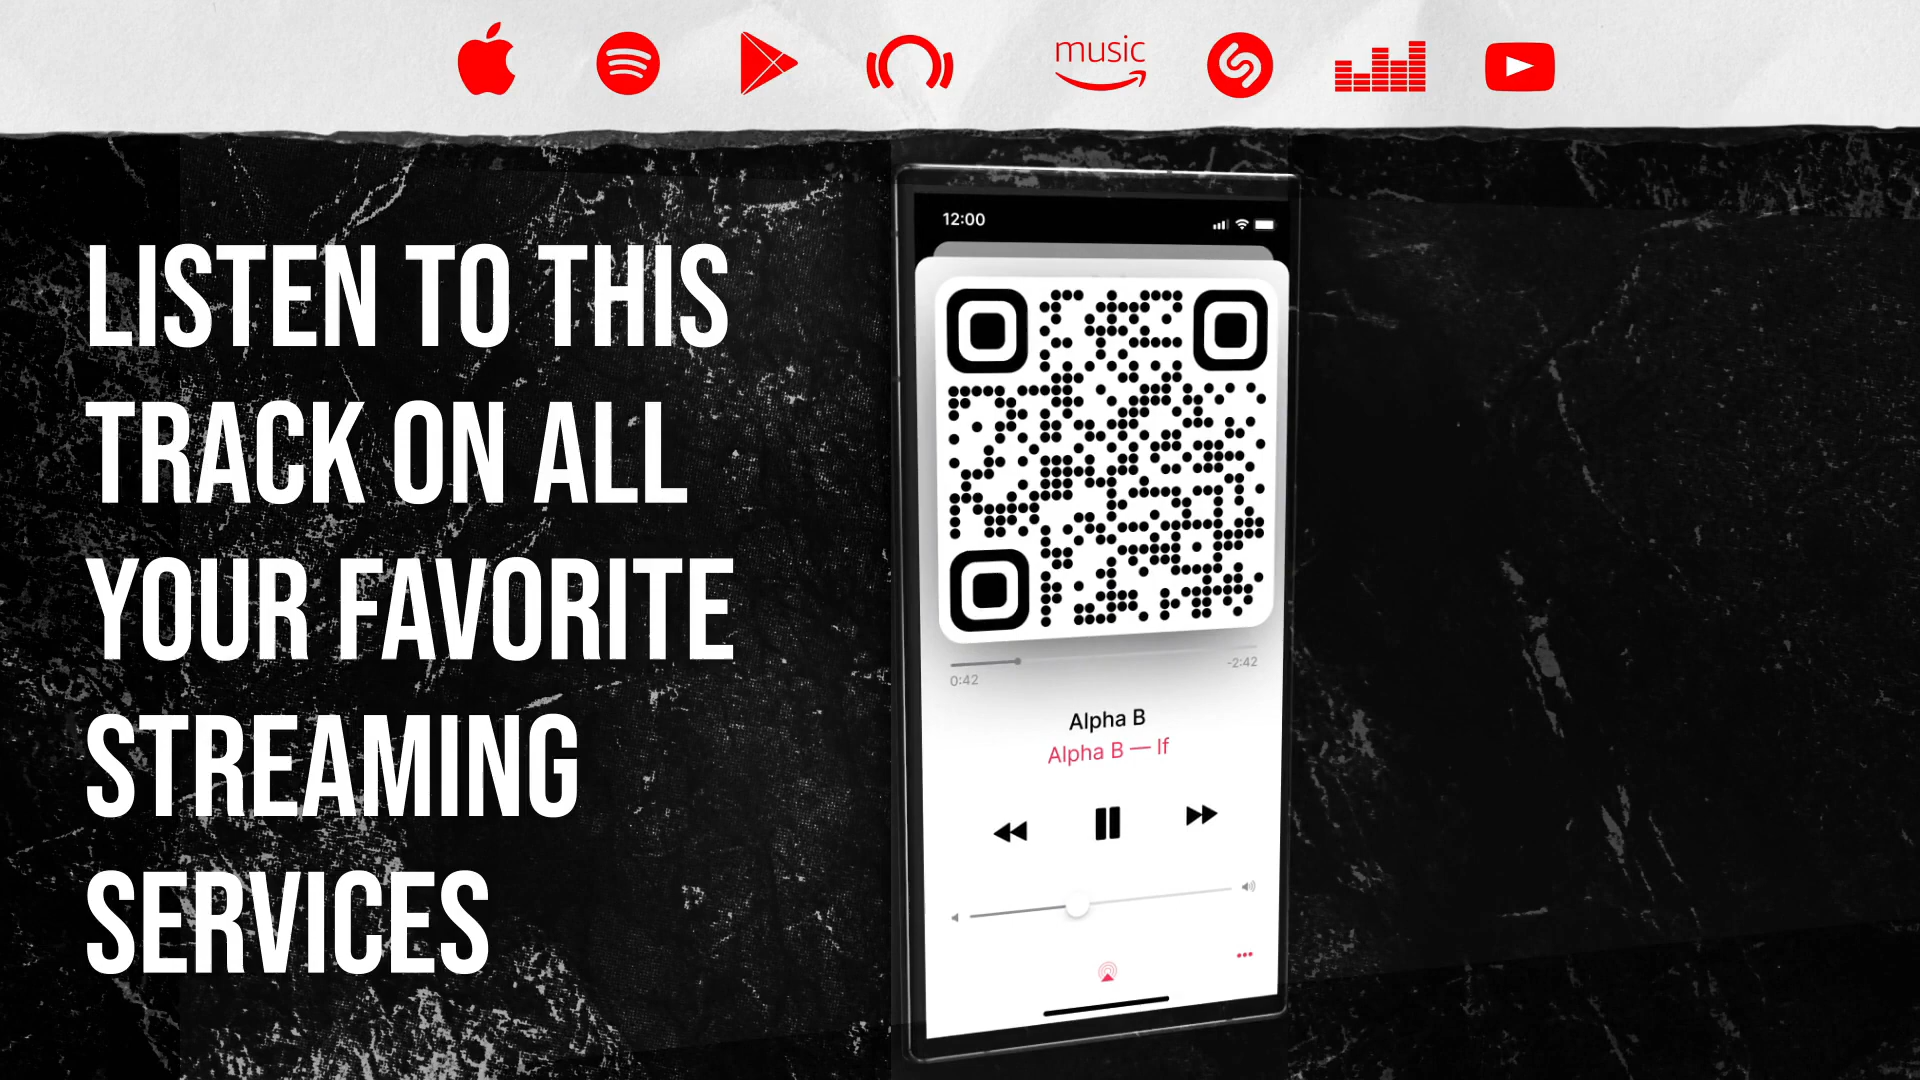 music
LISTEN TO THIS
TRACK ON ALL
YOUR FAVORITE
STREAMING
SERVICES
12:00
0:42
-2:42
Alpha B
Alpha B — If